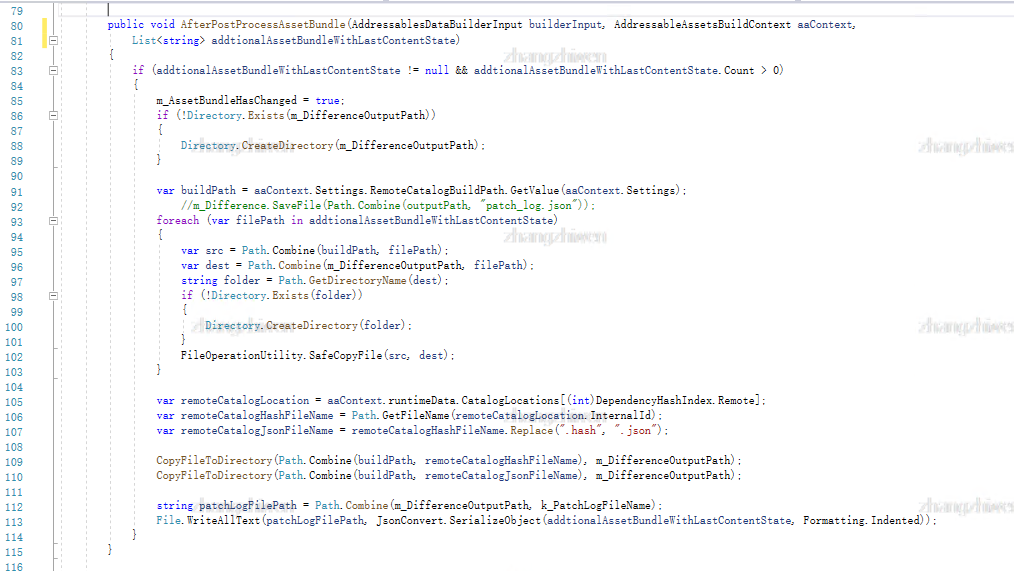 79
80 public void AfterPostProcessAssetBundle(AddressablesDataBuilderInput builderInput, AddressableAssetsBuildContext aaContext,
81 List<string> addtionalAssetBundleWithLastContentState)
82 {
83 if (addtionalAssetBundleWithLastContentState != null && addtionalAssetBundleWithLastContentState.Count > 0)
84 {
85 m_AssetBundleHasChanged = true;
86 if (!Directory.Exists(m_DifferenceOutputPath))
87 {
88 Directory.CreateDirectory(m_DifferenceOutputPath);
89 }
90
91 var buildPath = aaContext.Settings.RemoteCatalogBuildPath.GetValue(aaContext.Settings);
92 //m_Difference.SaveFile(Path.Combine(outputPath, "patch_log.json"));
93 foreach (var filePath in addtionalAssetBundleWithLastContentState)
94 {
95 var src = Path.Combine(buildPath, filePath);
96 var dest = Path.Combine(m_DifferenceOutputPath, filePath);
97 string folder = Path.GetDirectoryName(dest);
98 if (!Directory.Exists(folder))
99 {
100 Directory.CreateDirectory(folder);
101 }
102 FileOperationUtility.SafeCopyFile(src, dest);
103 }
104
105 var remoteCatalogLocation = aaContext.runtimeData.CatalogLocations[(int)DependencyHashIndex.Remote];
106 var remoteCatalogHashFileName = Path.GetFileName(remoteCatalogLocation.InternalId);
107 var remoteCatalogJsonFileName = remoteCatalogHashFileName.Replace(".hash", ".json");
108
109 CopyFileToDirectory(Path.Combine(buildPath, remoteCatalogHashFileName), m_DifferenceOutputPath);
110 CopyFileToDirectory(Path.Combine(buildPath, remoteCatalogJsonFileName), m_DifferenceOutputPath);
111
112 string patchLogFilePath = Path.Combine(m_DifferenceOutputPath, k_PatchLogFileName);
113 File.WriteAllText(patchLogFilePath, JsonConvert.SerializeObject(addtionalAssetBundleWithLastContentState, Formatting.Indented));
114 }
115 }
116